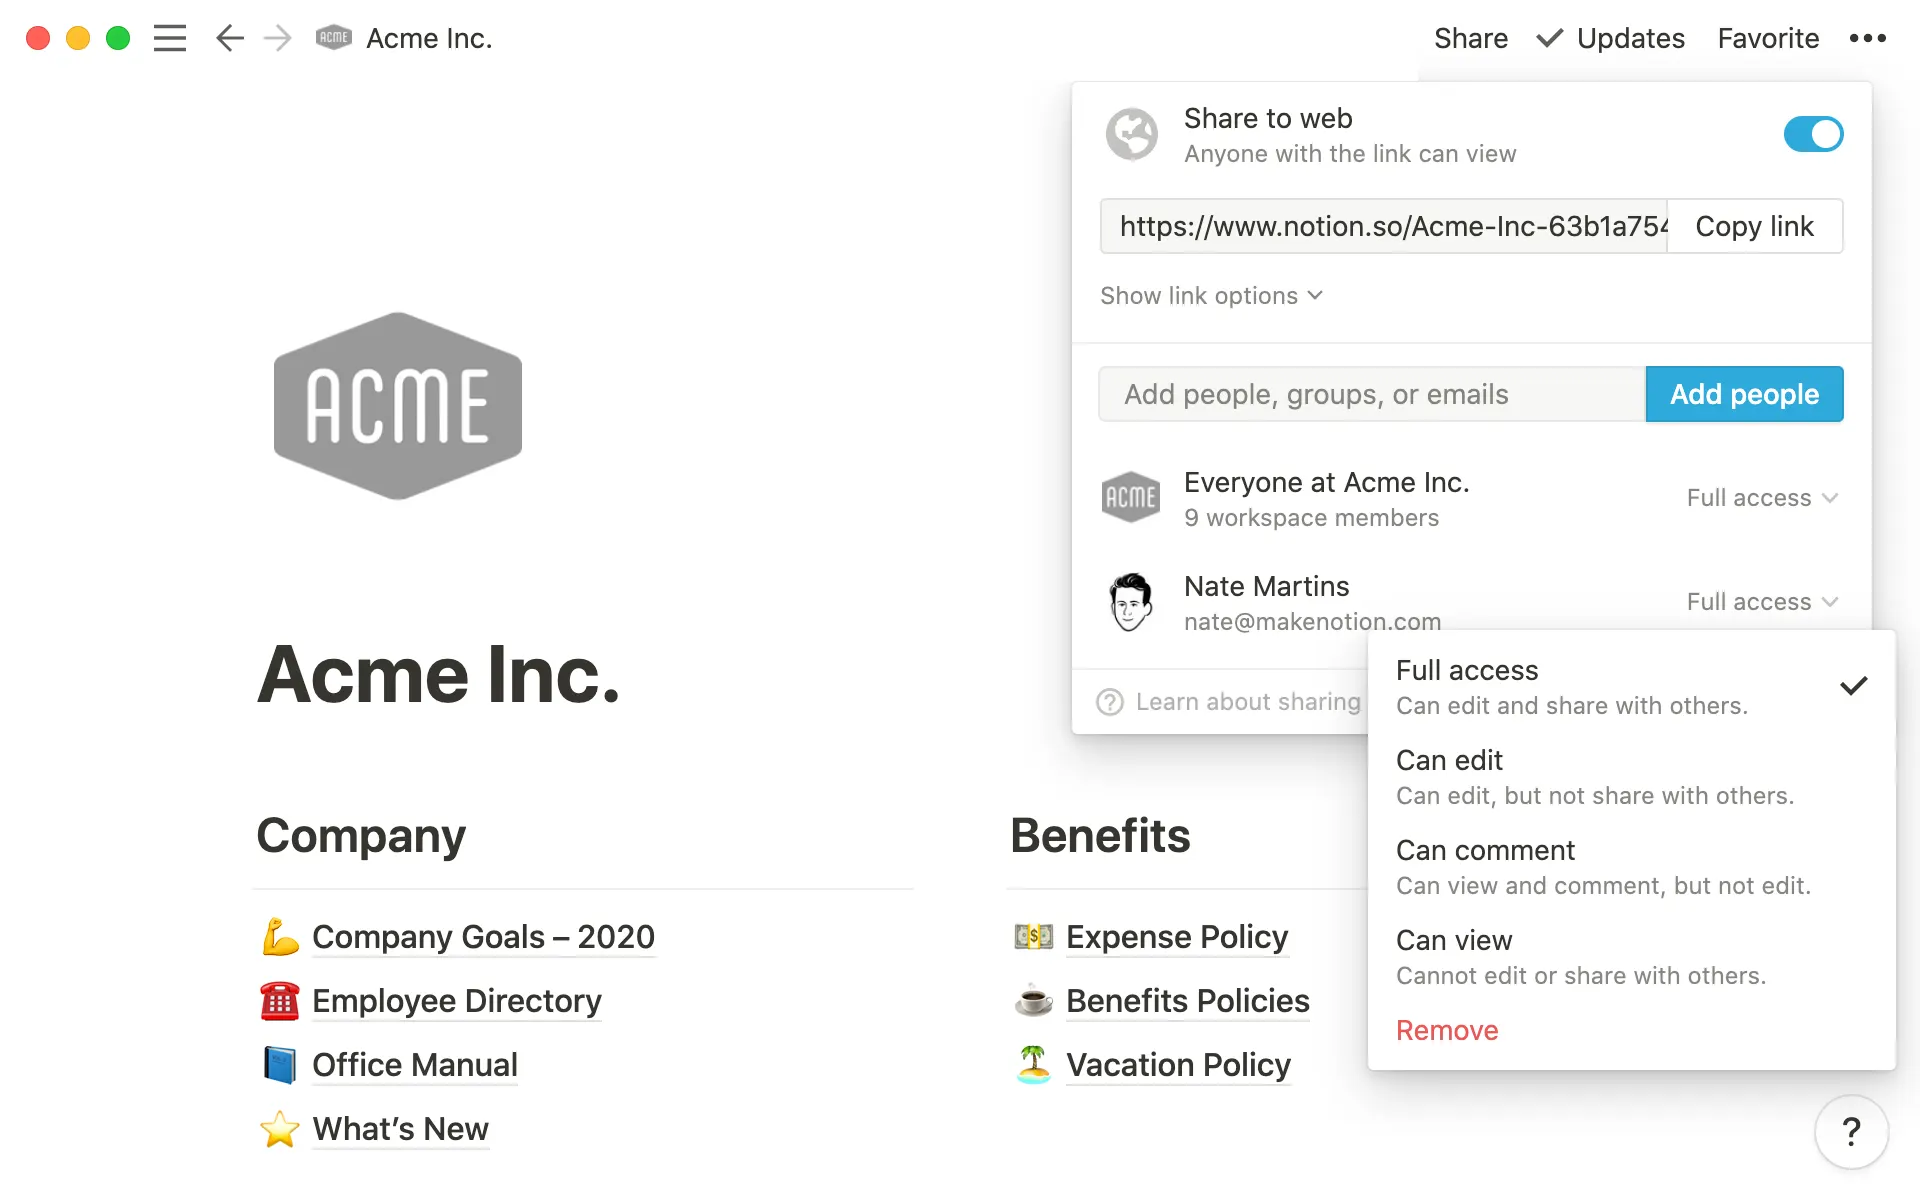 ACME Acme Inc.
Share Updates Favorite •••
Share to web
Anyone with the link can view
https://www.notion.so/Acme-Inc-63b1a754 Copy link
Show link options
Add people, groups, or emails Add people
ACME
Everyone at Acme Inc.
9 workspace members
Full access
Nate Martins
nate@makenotion.com
Full access
? Learn about sharing
Full access
Can edit and share with others.
Can edit
Can edit, but not share with others.
Can comment
Can view and comment, but not edit.
Can view
Cannot edit or share with others.
Remove
ACME
Acme Inc.
Company
Company Goals – 2020
Employee Directory
Office Manual
What’s New
Benefits
Expense Policy
Benefits Policies
Vacation Policy
?